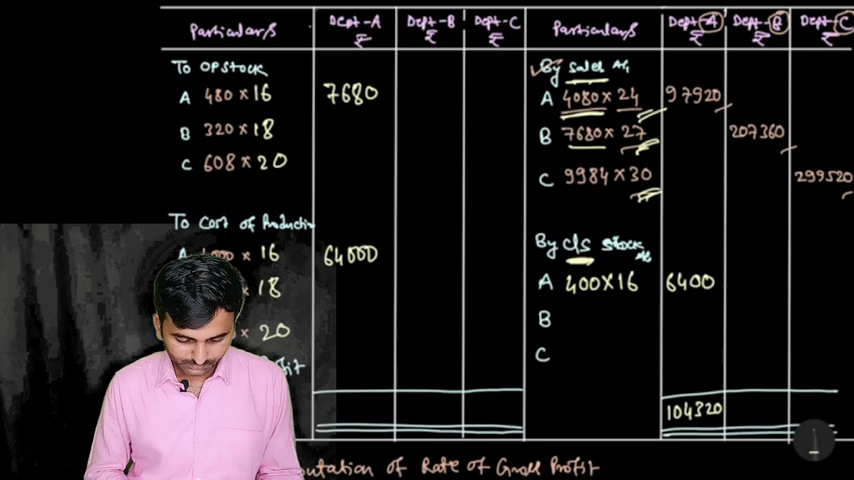 Particulars Dept-A ₹ Dept-B ₹ Dept-C ₹ Particulars Dept-A ₹ Dept-B ₹ Dept-C ₹
To OP Stock
A 480 × 16 7680
B 320 × 18
C 608 × 20
To Cost of Production
16 64000
18
× 20
By Sales A/c
A 4080 × 24 97920
B 7680 × 27 207360
C 9984 × 30 299520
By C/S Stock
A 400 × 16 6400
B
C
104320
of Rate of Gross Profit